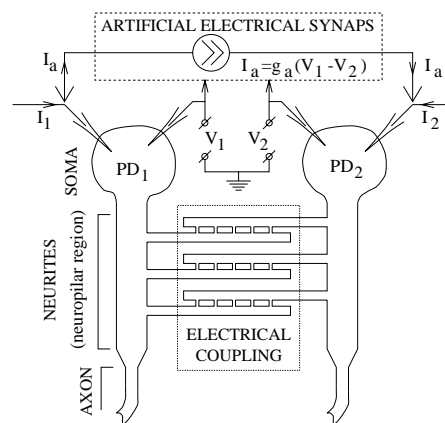 ARTIFICIAL ELECTRICAL SYNAPS
I_a
I_a=g_a(V_1-V_2)
I_a
I_1
V_1
V_2
I_2
SOMA
PD_1
PD_2
NEURITES
(neuropilar region)
ELECTRICAL
COUPLING
AXON